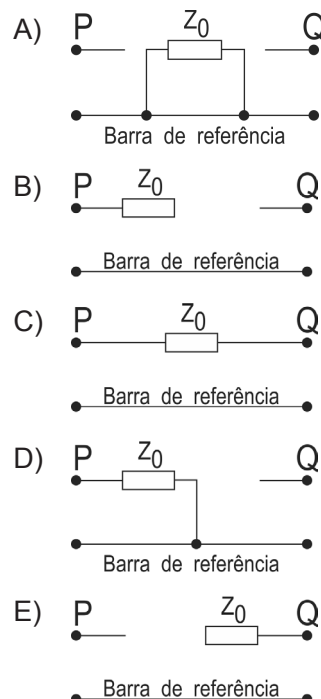 A) P Z0 Q
Barra de referência
B) P Z0 Q
Barra de referência
C) P Z0 Q
Barra de referência
D) P Z0 Q
Barra de referência
E) P Z0 Q
Barra de referência